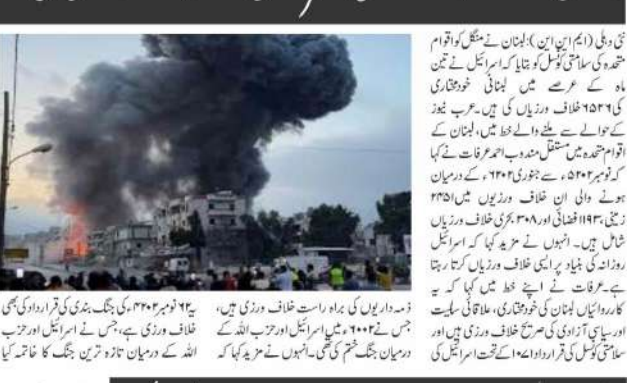 نئی دہلی (ایم این این ):لبنان نے منگل کو اقوام
متحدہ کی سلامتی کونسل کو بتایا کہ اسرائیل نے تین
ماہ کے عرصے میں لبنانی خودمختاری
کی خلاف ورزیاں کی ہیں۔ عرب نیوز
کے حوالے سے ملنے والے خط میں، لبنان کے
اقوام متحدہ میں مستقل مندوب احمد عرفات نے کہا
کہ نومبر ۵۲۰۲ء سے جنوری ۶۲۰۲ء کے درمیان
ہونے والی ان خلاف ورزیوں میں ۲۴۵۱
زمینی، ۱۱۹۳ فضائی اور ۳۰۸ بحری خلاف ورزیاں
شامل ہیں۔ انہوں نے مزید کہا کہ اسرائیل
روزانہ کی بنیاد پر ایسی خلاف ورزیاں کرتا رہتا
ہے۔ عرفات نے اپنے خط میں کہا کہ یہ
کارروائیاں لبنان کی خودمختاری، علاقائی سالمیت
اور سیاسی آزادی کی صریح خلاف ورزی ہیں اور
سلامتی کونسل کی قرارداد ۱۰۷۱ کے تحت اسرائیل کی
ذمہ داریوں کی براہ راست خلاف ورزی ہیں،
جس نے ۶۰۰۲ء میں اسرائیل اور حزب اللہ کے
درمیان جنگ ختم کی تھی۔ انہوں نے مزید کہا کہ
یہ ۶۲ نومبر ۴۲۰۲ء کی جنگ بندی کی قرارداد کی بھی
خلاف ورزی ہے، جس نے اسرائیل اور حزب
اللہ کے درمیان تازہ ترین جنگ کا خاتمہ کیا